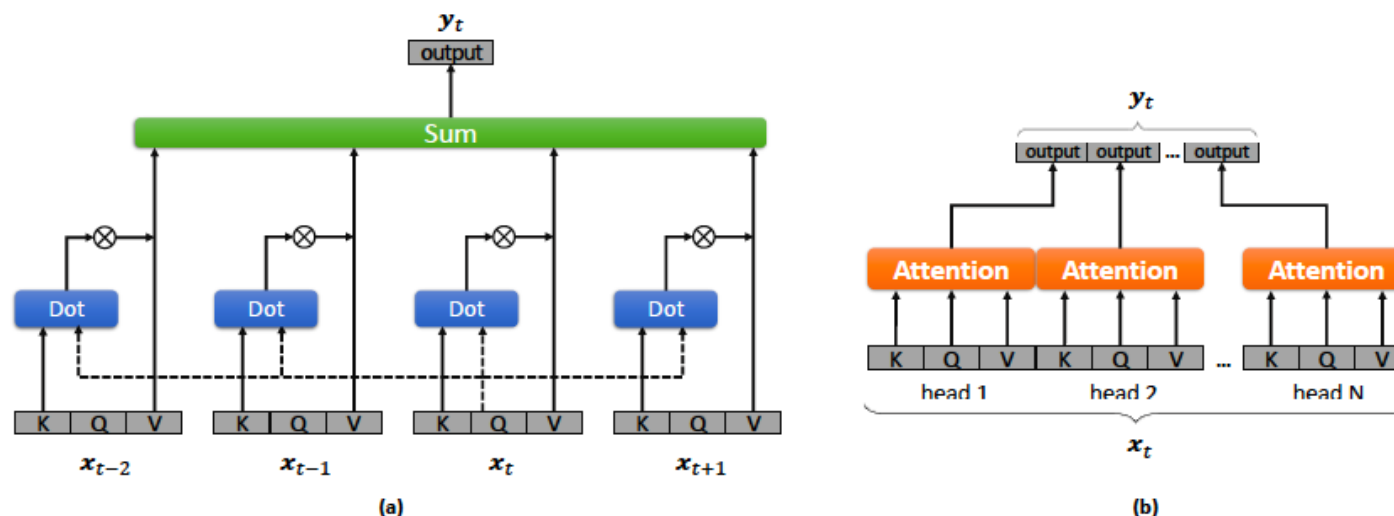 y_t
output
Sum
Dot Dot Dot Dot
K Q V K Q V K Q V K Q V
x_{t−2} x_{t−1} x_t x_{t+1}
(a)
y_t
output output ... output
Attention Attention Attention
K Q V K Q V ... K Q V
head 1 head 2 head N
x_t
(b)